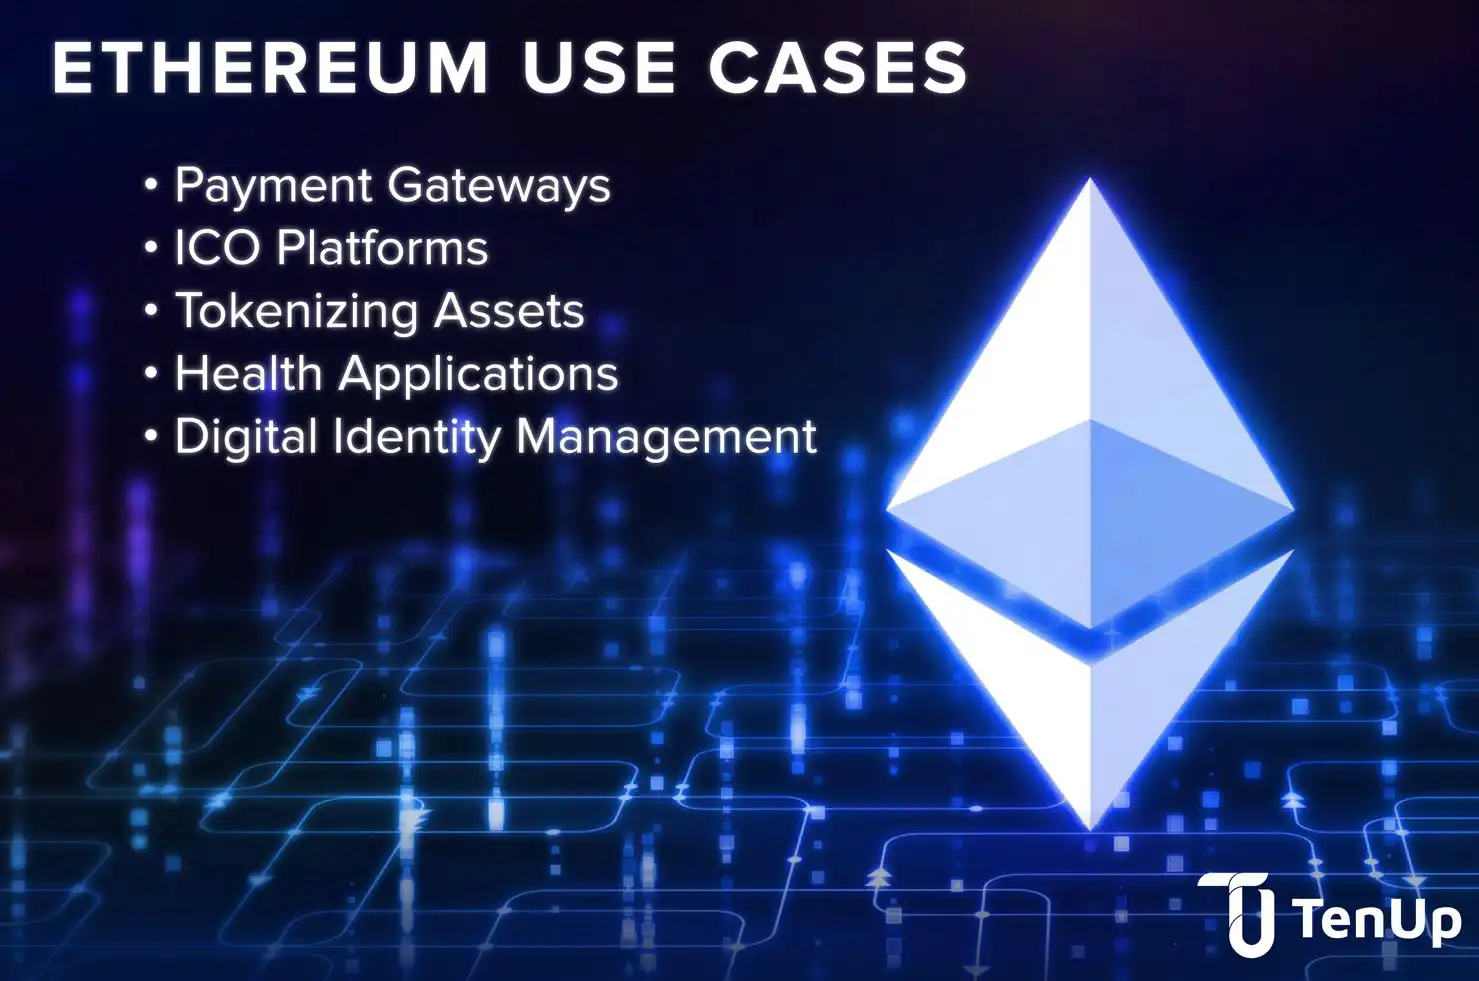 ETHEREUM USE CASES
• Payment Gateways
• ICO Platforms
• Tokenizing Assets
• Health Applications
• Digital Identity Management
TenUp